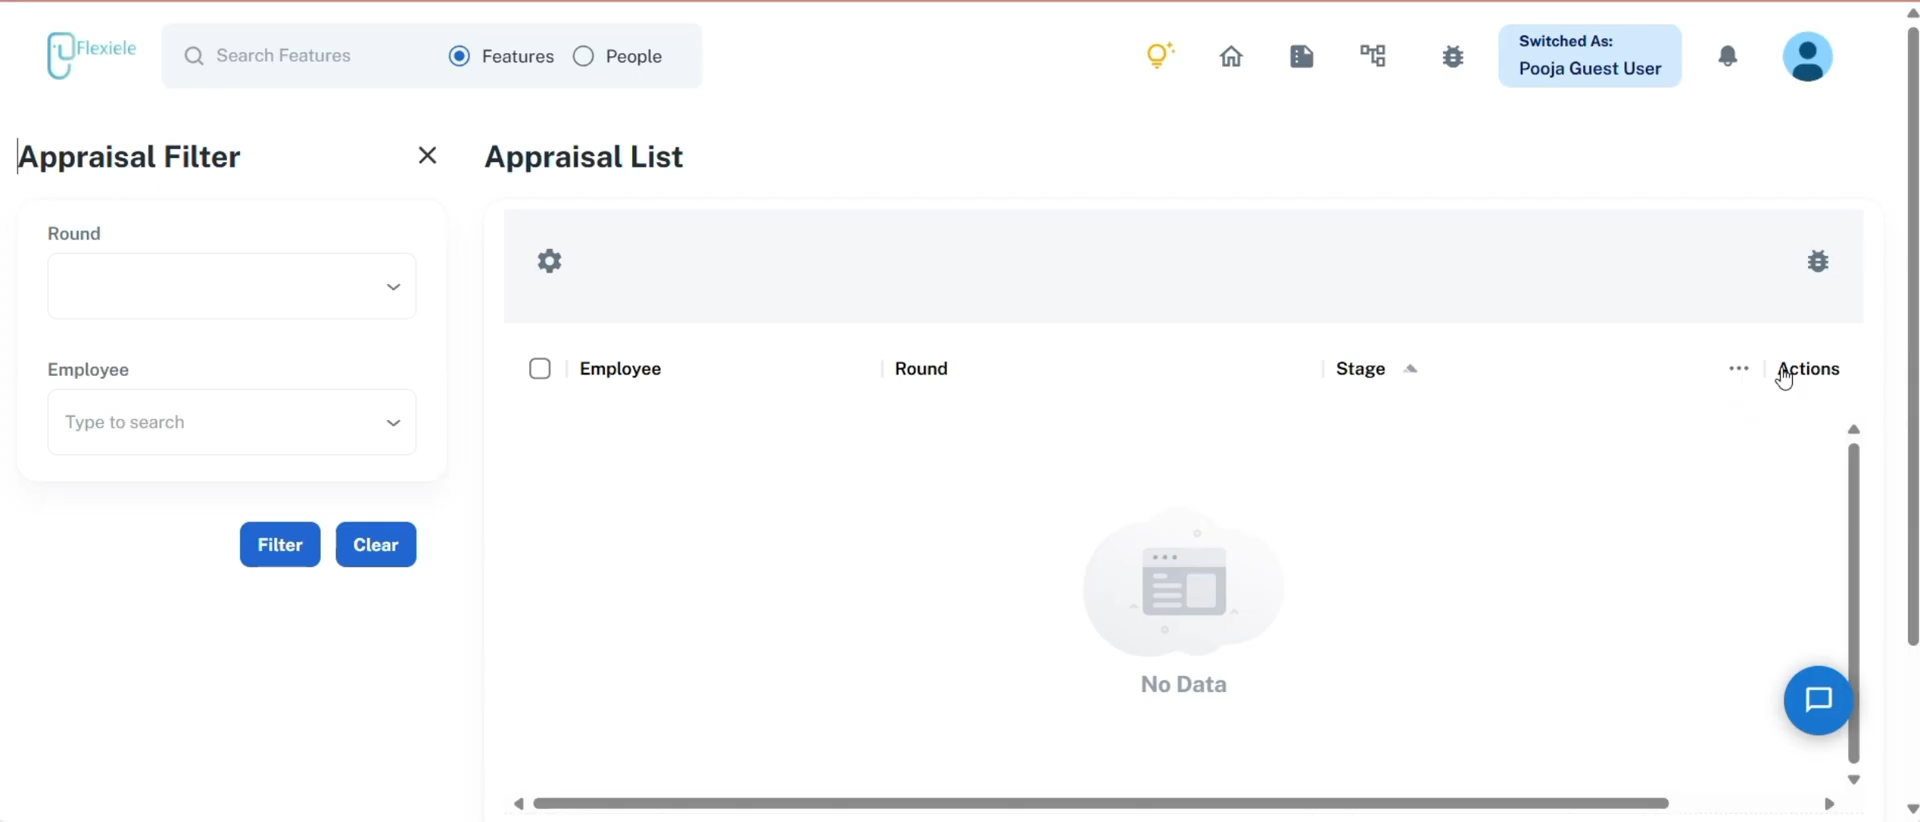 Flexiele
Search Features
Features
People
Switched As:
Pooja Guest User
Appraisal Filter
Appraisal List
Round
Employee
Type to search
Filter
Clear
Employee
Round
Stage
Actions
No Data